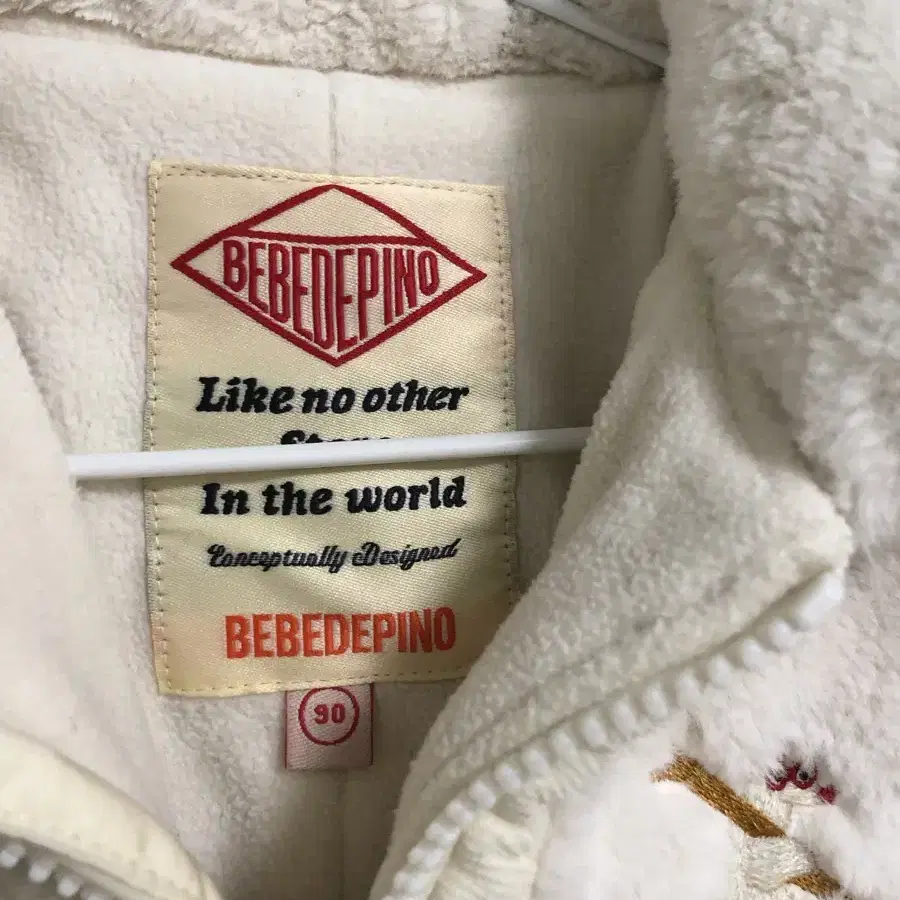 BEBEDEPINO
Like no other
In the world
Conceptually Designed
BEBEDEPINO
90